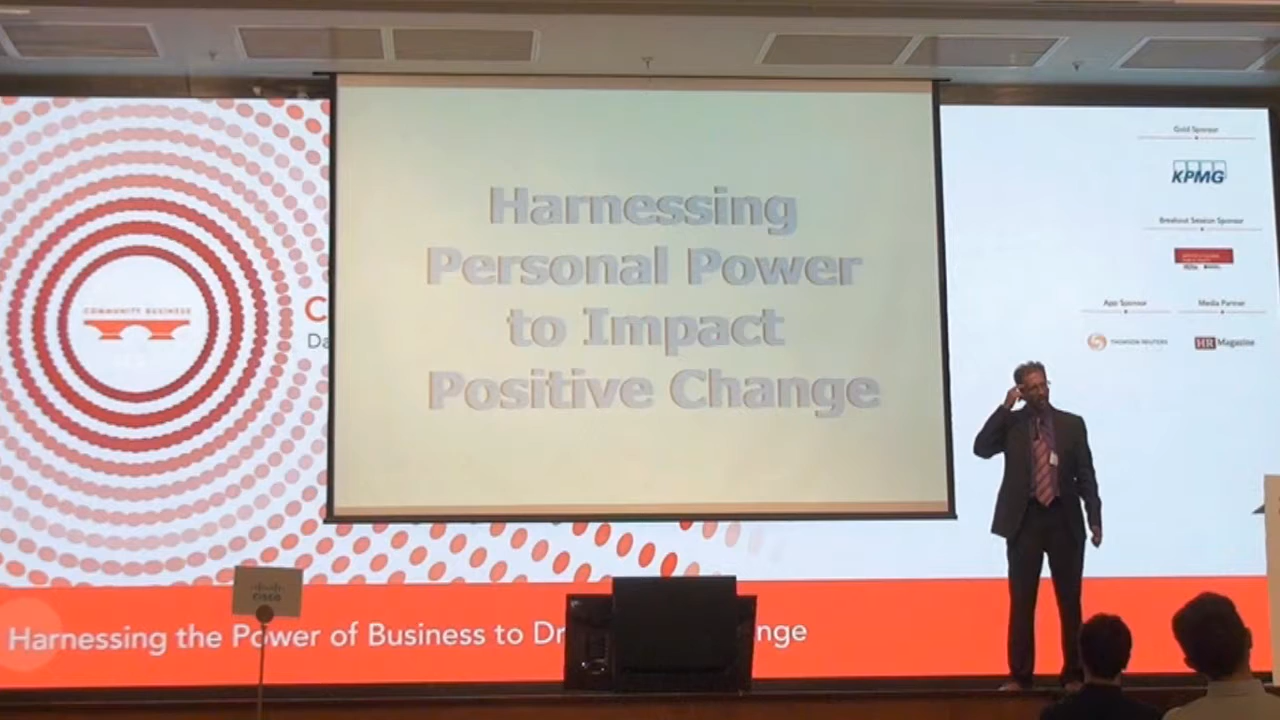 Harnessing
Personal Power
to Impact
Positive Change
COMMUNITY BUSINESS
C
Da
Gold Sponsor
KPMG
Breakout Session Sponsor
App Sponsor
Media Partner
THOMSON REUTERS
HR Magazine
cisco
Harnessing the Power of Business to Dr
nge